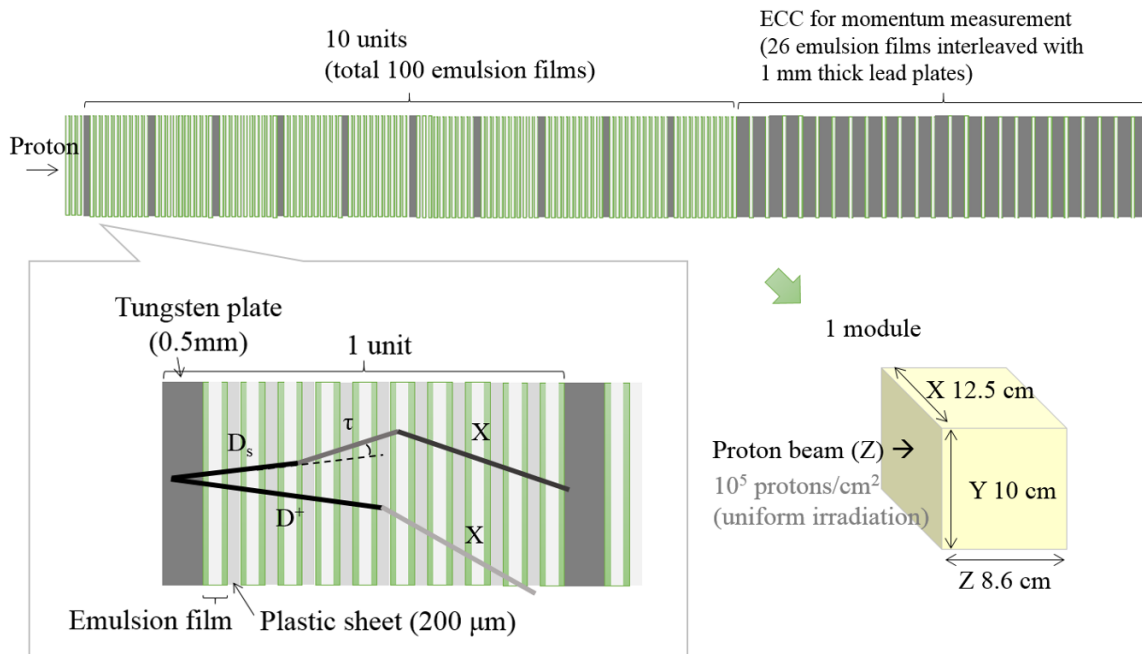 10 units
(total 100 emulsion films)
ECC for momentum measurement
(26 emulsion films interleaved with
1 mm thick lead plates)
Proton
Tungsten plate
(0.5mm)
1 unit
τ
X
Dₛ
D⁺
X
Emulsion film
Plastic sheet (200 μm)
1 module
X 12.5 cm
Proton beam (Z) →
10⁵ protons/cm²
(uniform irradiation)
Y 10 cm
Z 8.6 cm